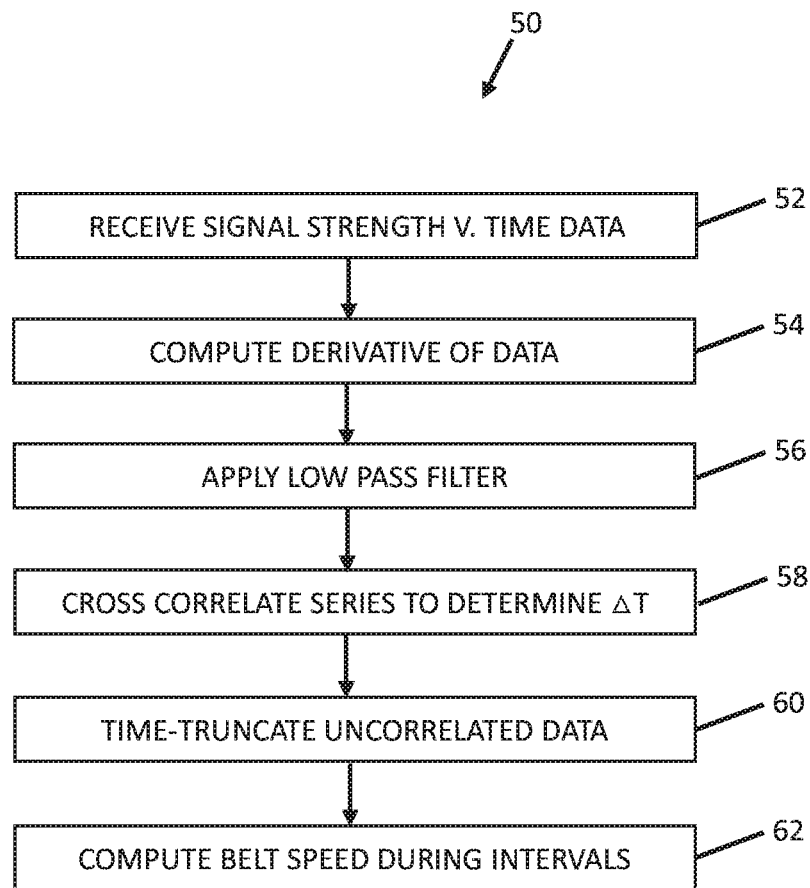 50
RECEIVE SIGNAL STRENGTH V. TIME DATA
52
COMPUTE DERIVATIVE OF DATA
54
APPLY LOW PASS FILTER
56
CROSS CORRELATE SERIES TO DETERMINE △T
58
TIME-TRUNCATE UNCORRELATED DATA
60
COMPUTE BELT SPEED DURING INTERVALS
62